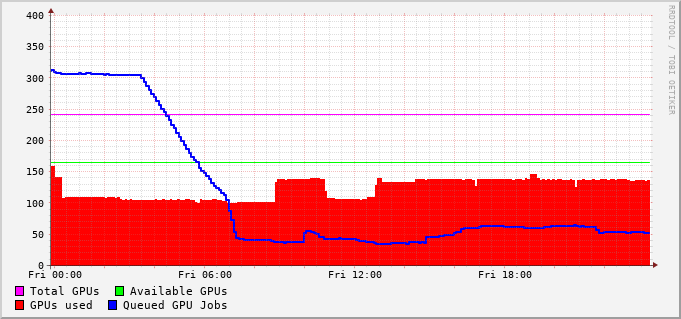 400
350
300
250
200
150
100
50
0
Fri 00:00 Fri 06:00 Fri 12:00 Fri 18:00
Total GPUs Available GPUs
GPUs used Queued GPU Jobs
RRDTOOL / TOBI OETIKER